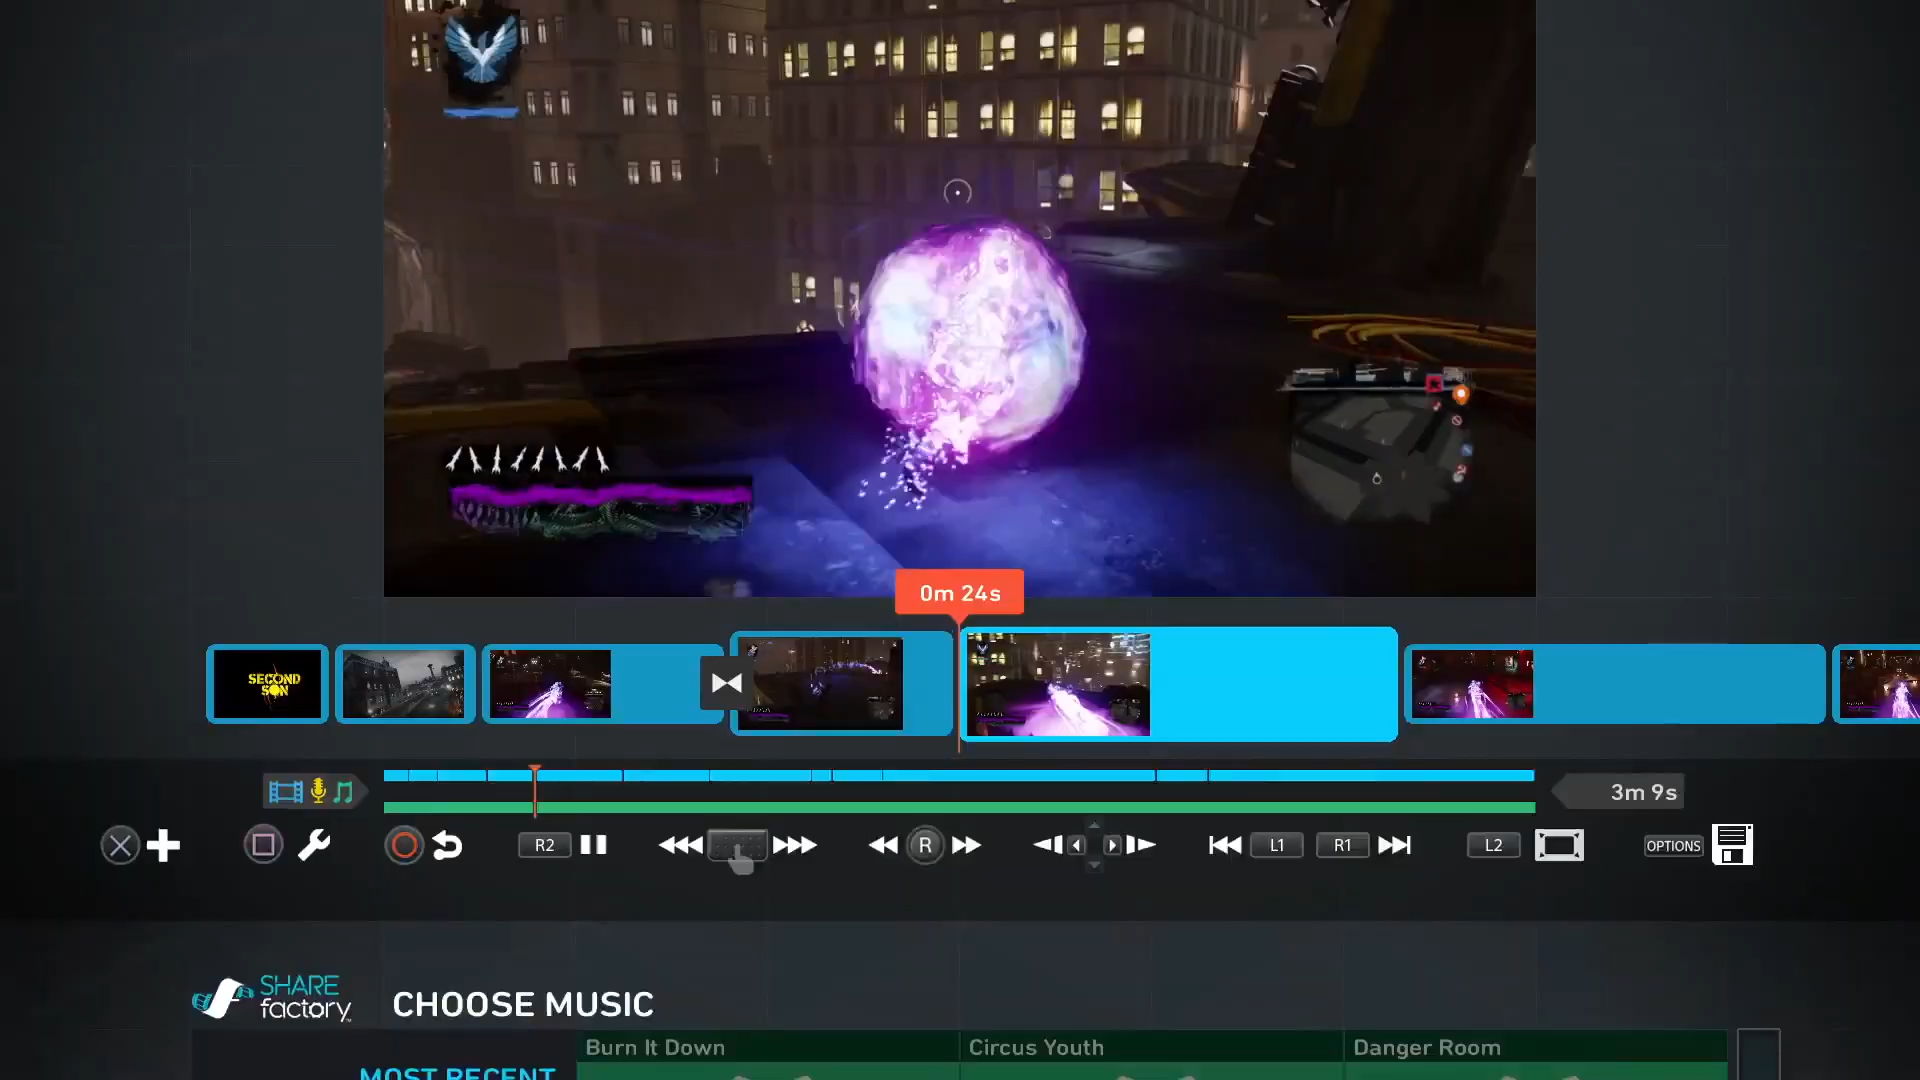 0m 24s
SECOND
SON
3m 9s
R2
R
L1
R1
L2
OPTIONS
SHARE
factory™
CHOOSE MUSIC
Burn It Down
Circus Youth
Danger Room
MOST RECENT